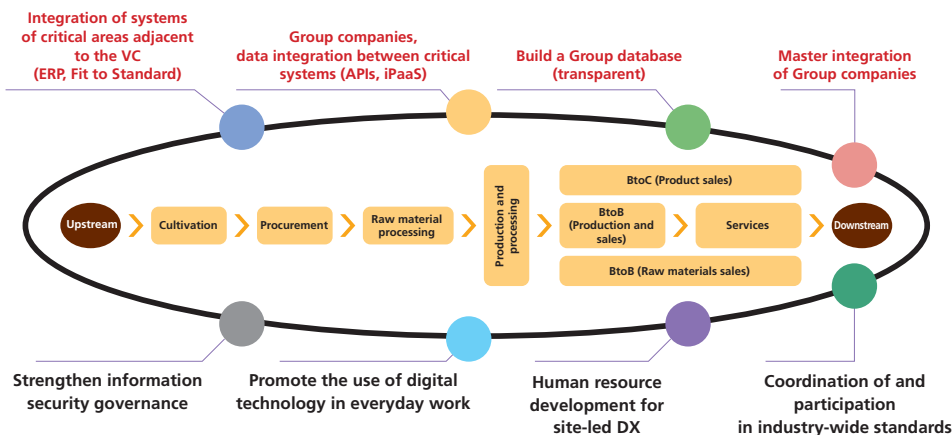 Integration of systems
of critical areas adjacent
to the VC
(ERP, Fit to Standard)
Group companies,
data integration between critical
systems (APIs, iPaaS)
Build a Group database
(transparent)
Master integration
of Group companies
Upstream
Cultivation
Procurement
Raw material
processing
Production and
processing
BtoC (Product sales)
BtoB
(Production and
sales)
Services
BtoB (Raw materials sales)
Downstream
Strengthen information
security governance
Promote the use of digital
technology in everyday work
Human resource
development for
site-led DX
Coordination of and
participation
in industry-wide standards